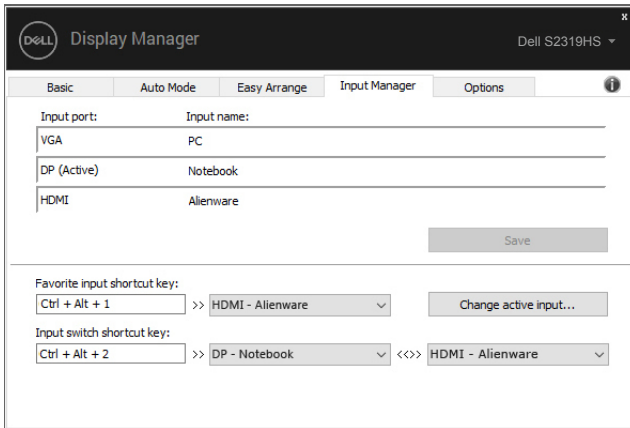 x
DELL Display Manager Dell S2319HS
Basic Auto Mode Easy Arrange Input Manager Options i
Input port: Input name:
VGA PC
DP (Active) Notebook
HDMI Alienware
Save
Favorite input shortcut key:
Ctrl + Alt + 1 >> HDMI - Alienware Change active input...
Input switch shortcut key:
Ctrl + Alt + 2 >> DP - Notebook <<>> HDMI - Alienware